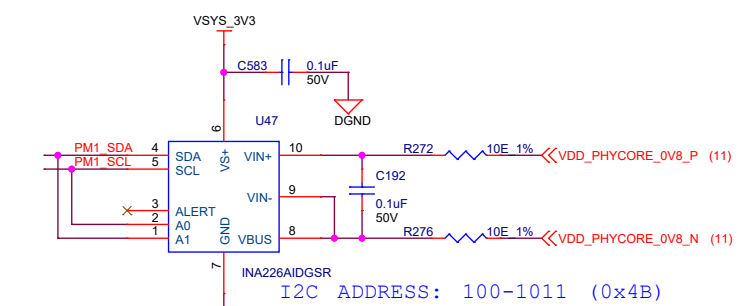 VSYS_3V3
C583 0.1uF
50V
DGND
U47
6
PM1_SDA 4 SDA VS+ VIN+ 10 R272 10E_1% VDD_PHYCORE_0V8_P (11)
PM1_SCL 5 SCL
C192
VIN- 9
0.1uF
50V
3 ALERT
2 A0
1 A1 GND VBUS 8 R276 10E_1% VDD_PHYCORE_0V8_N (11)
7
INA226AIDGSR
I2C ADDRESS: 100-1011 (0x4B)